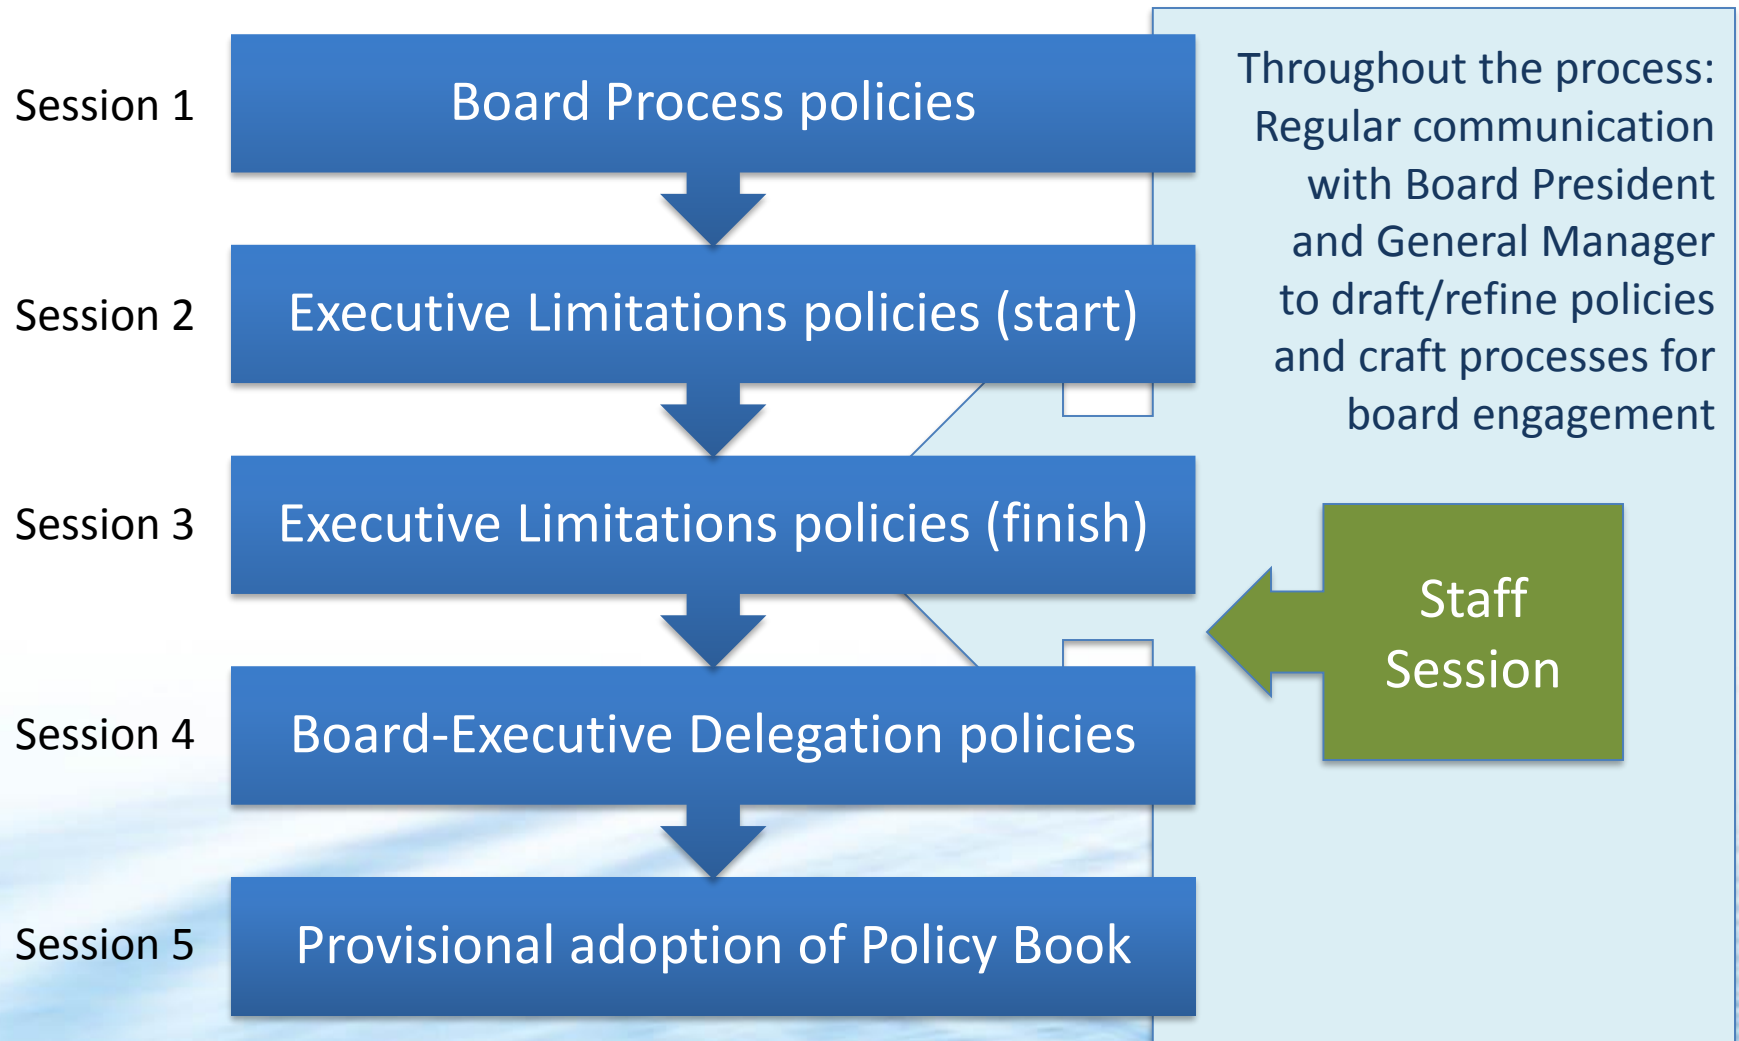 Session 1
Board Process policies
Session 2
Executive Limitations policies (start)
Session 3
Executive Limitations policies (finish)
Session 4
Board-Executive Delegation policies
Session 5
Provisional adoption of Policy Book
Throughout the process:
Regular communication
with Board President
and General Manager
to draft/refine policies
and craft processes for
board engagement
Staff
Session